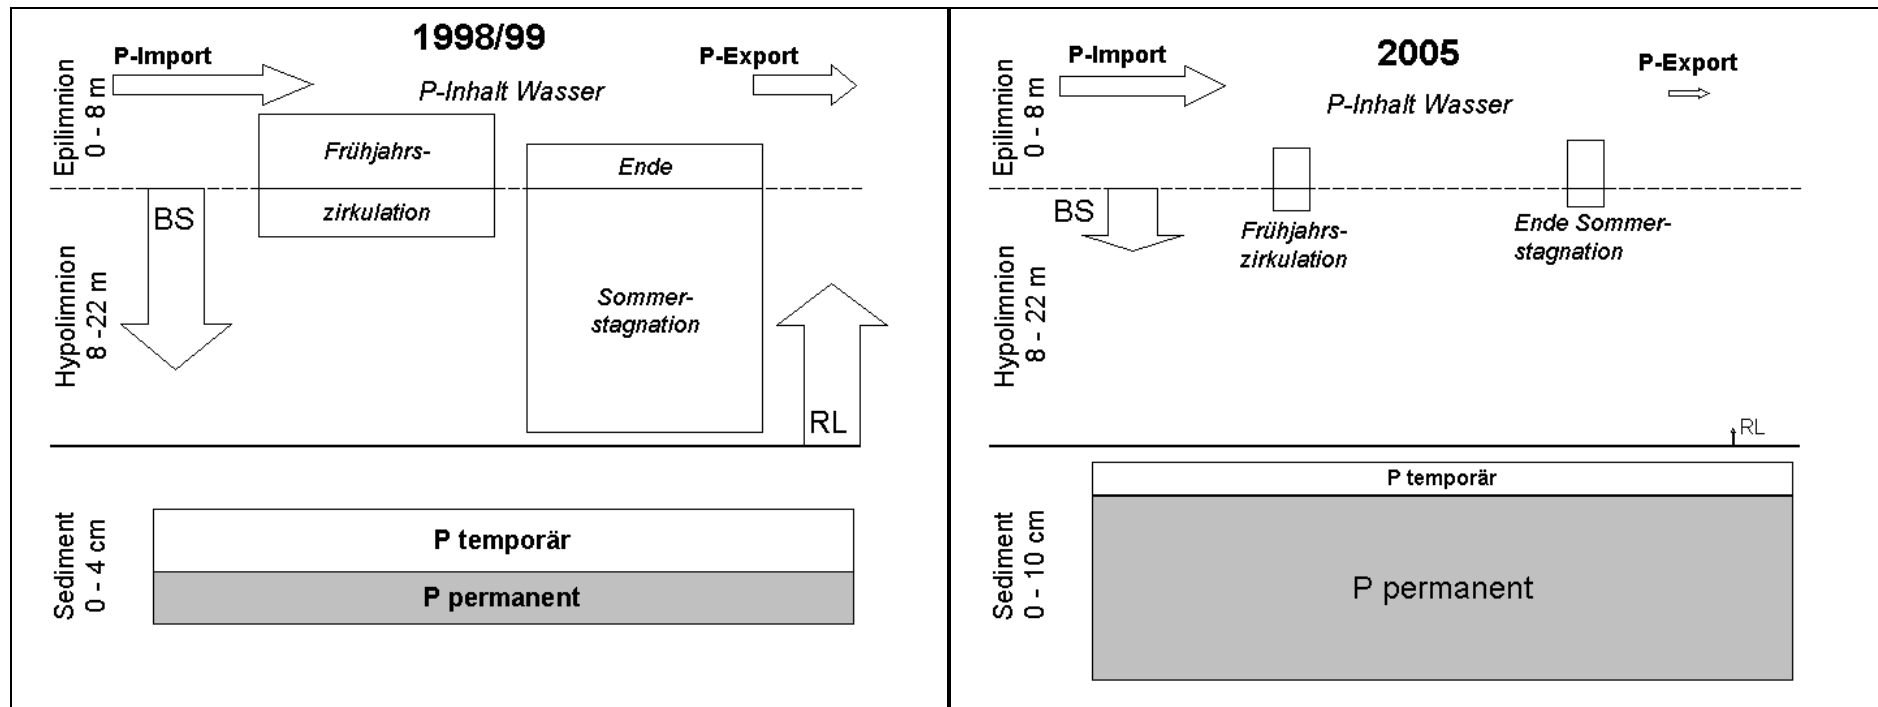 1998/99
P-Import
P-Export
P-Inhalt Wasser
Epilimnion
0 - 8 m
Frühjahrs-
zirkulation
Ende
Sommer-
stagnation
BS
RL
Hypolimnion
8 -22 m
Sediment
0 - 4 cm
P temporär
P permanent
2005
P-Import
P-Export
P-Inhalt Wasser
Epilimnion
0 - 8 m
BS
Frühjahrs-
zirkulation
Ende Sommer-
stagnation
Hypolimnion
8 - 22 m
RL
Sediment
0 - 10 cm
P temporär
P permanent